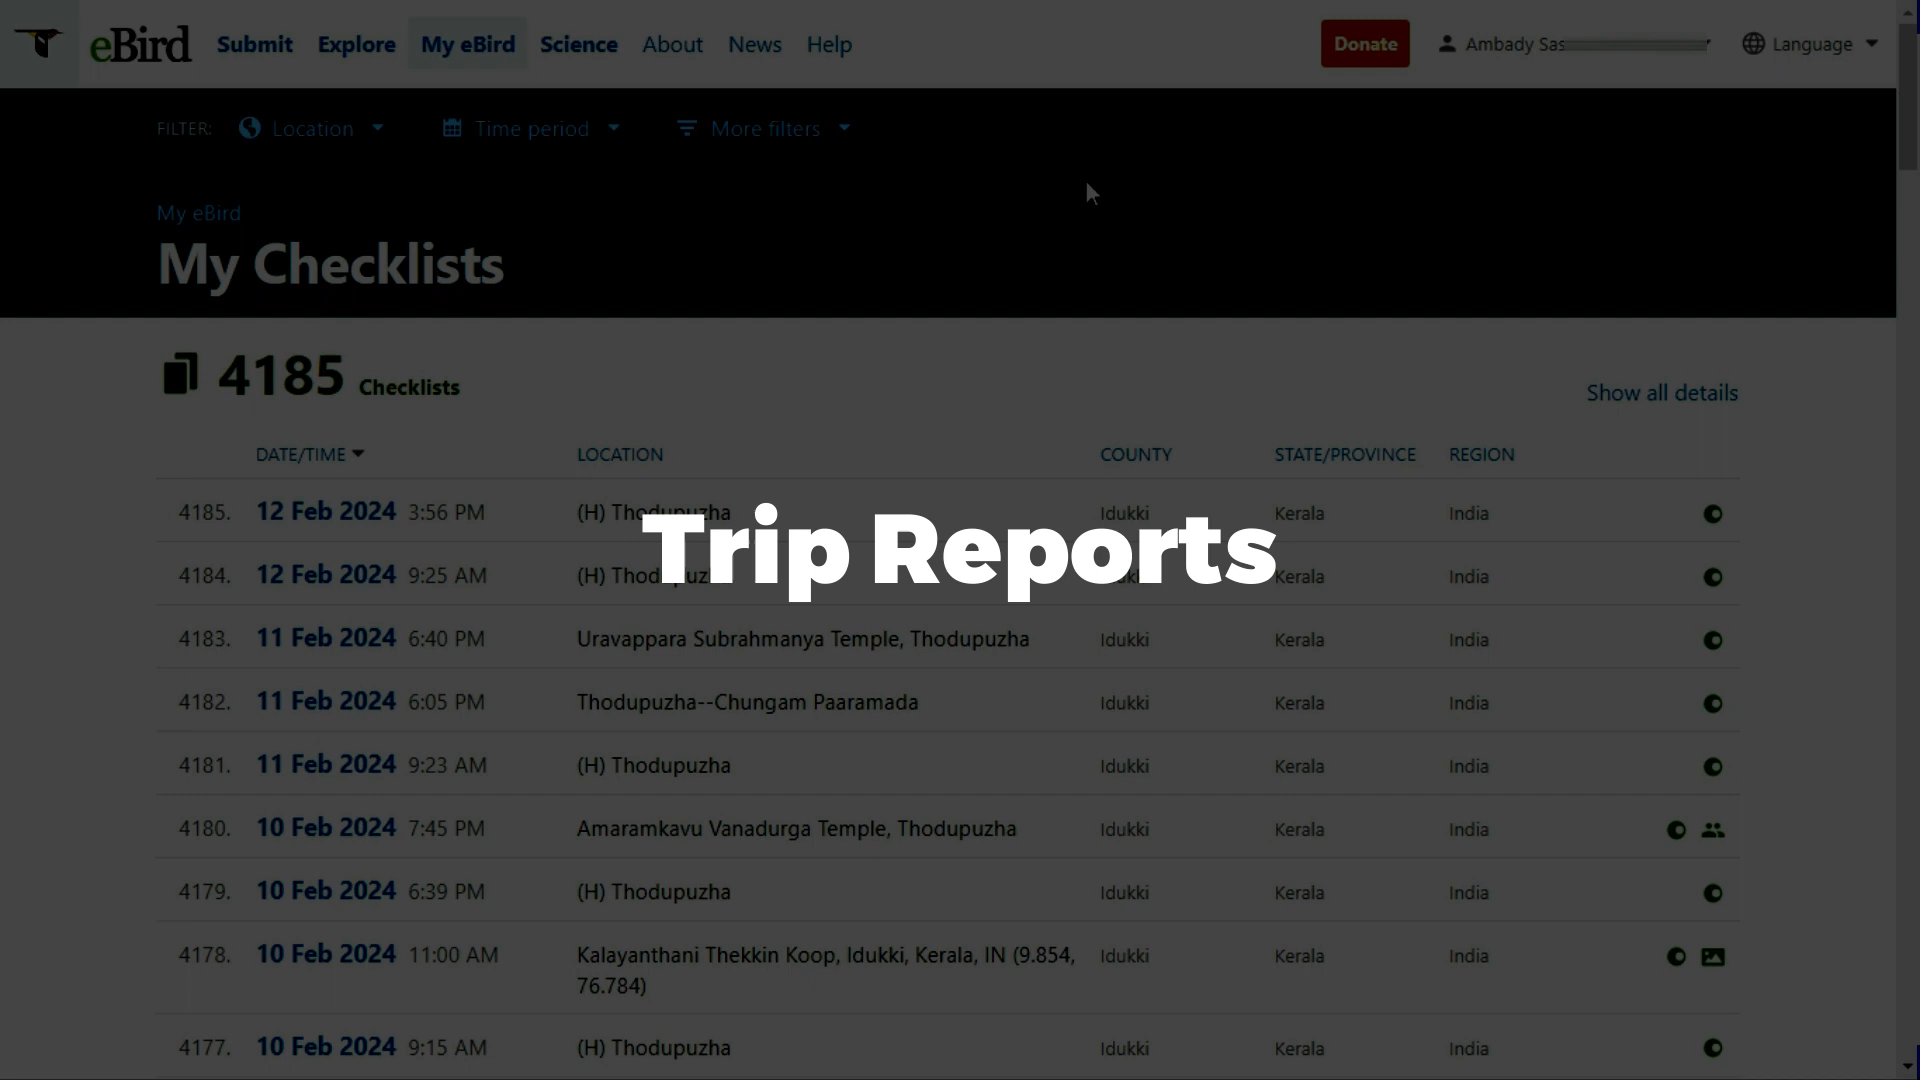 eBird Submit Explore My eBird Science About News Help Donate Ambady Sas Language
FILTER: Location Time period More filters
My eBird
My Checklists
4185 Checklists
Show all details
DATE/TIME LOCATION COUNTY STATE/PROVINCE REGION
4185. 12 Feb 2024 3:56 PM (H) Thodupuzha Idukki Kerala India
Trip Reports
4184. 12 Feb 2024 9:25 AM (H) Kerala India
4183. 11 Feb 2024 6:40 PM Uravappara Subrahmanya Temple, Thodupuzha Idukki Kerala India
4182. 11 Feb 2024 6:05 PM Thodupuzha--Chungam Paaramada Idukki Kerala India
4181. 11 Feb 2024 9:23 AM (H) Thodupuzha Idukki Kerala India
4180. 10 Feb 2024 7:45 PM Amaramkavu Vanadurga Temple, Thodupuzha Idukki Kerala India
4179. 10 Feb 2024 6:39 PM (H) Thodupuzha Idukki Kerala India
4178. 10 Feb 2024 11:00 AM Kalayanthani Thekkin Koop, Idukki, Kerala, IN (9.854, Idukki Kerala India
76.784)
4177. 10 Feb 2024 9:15 AM (H) Thodupuzha Idukki Kerala India